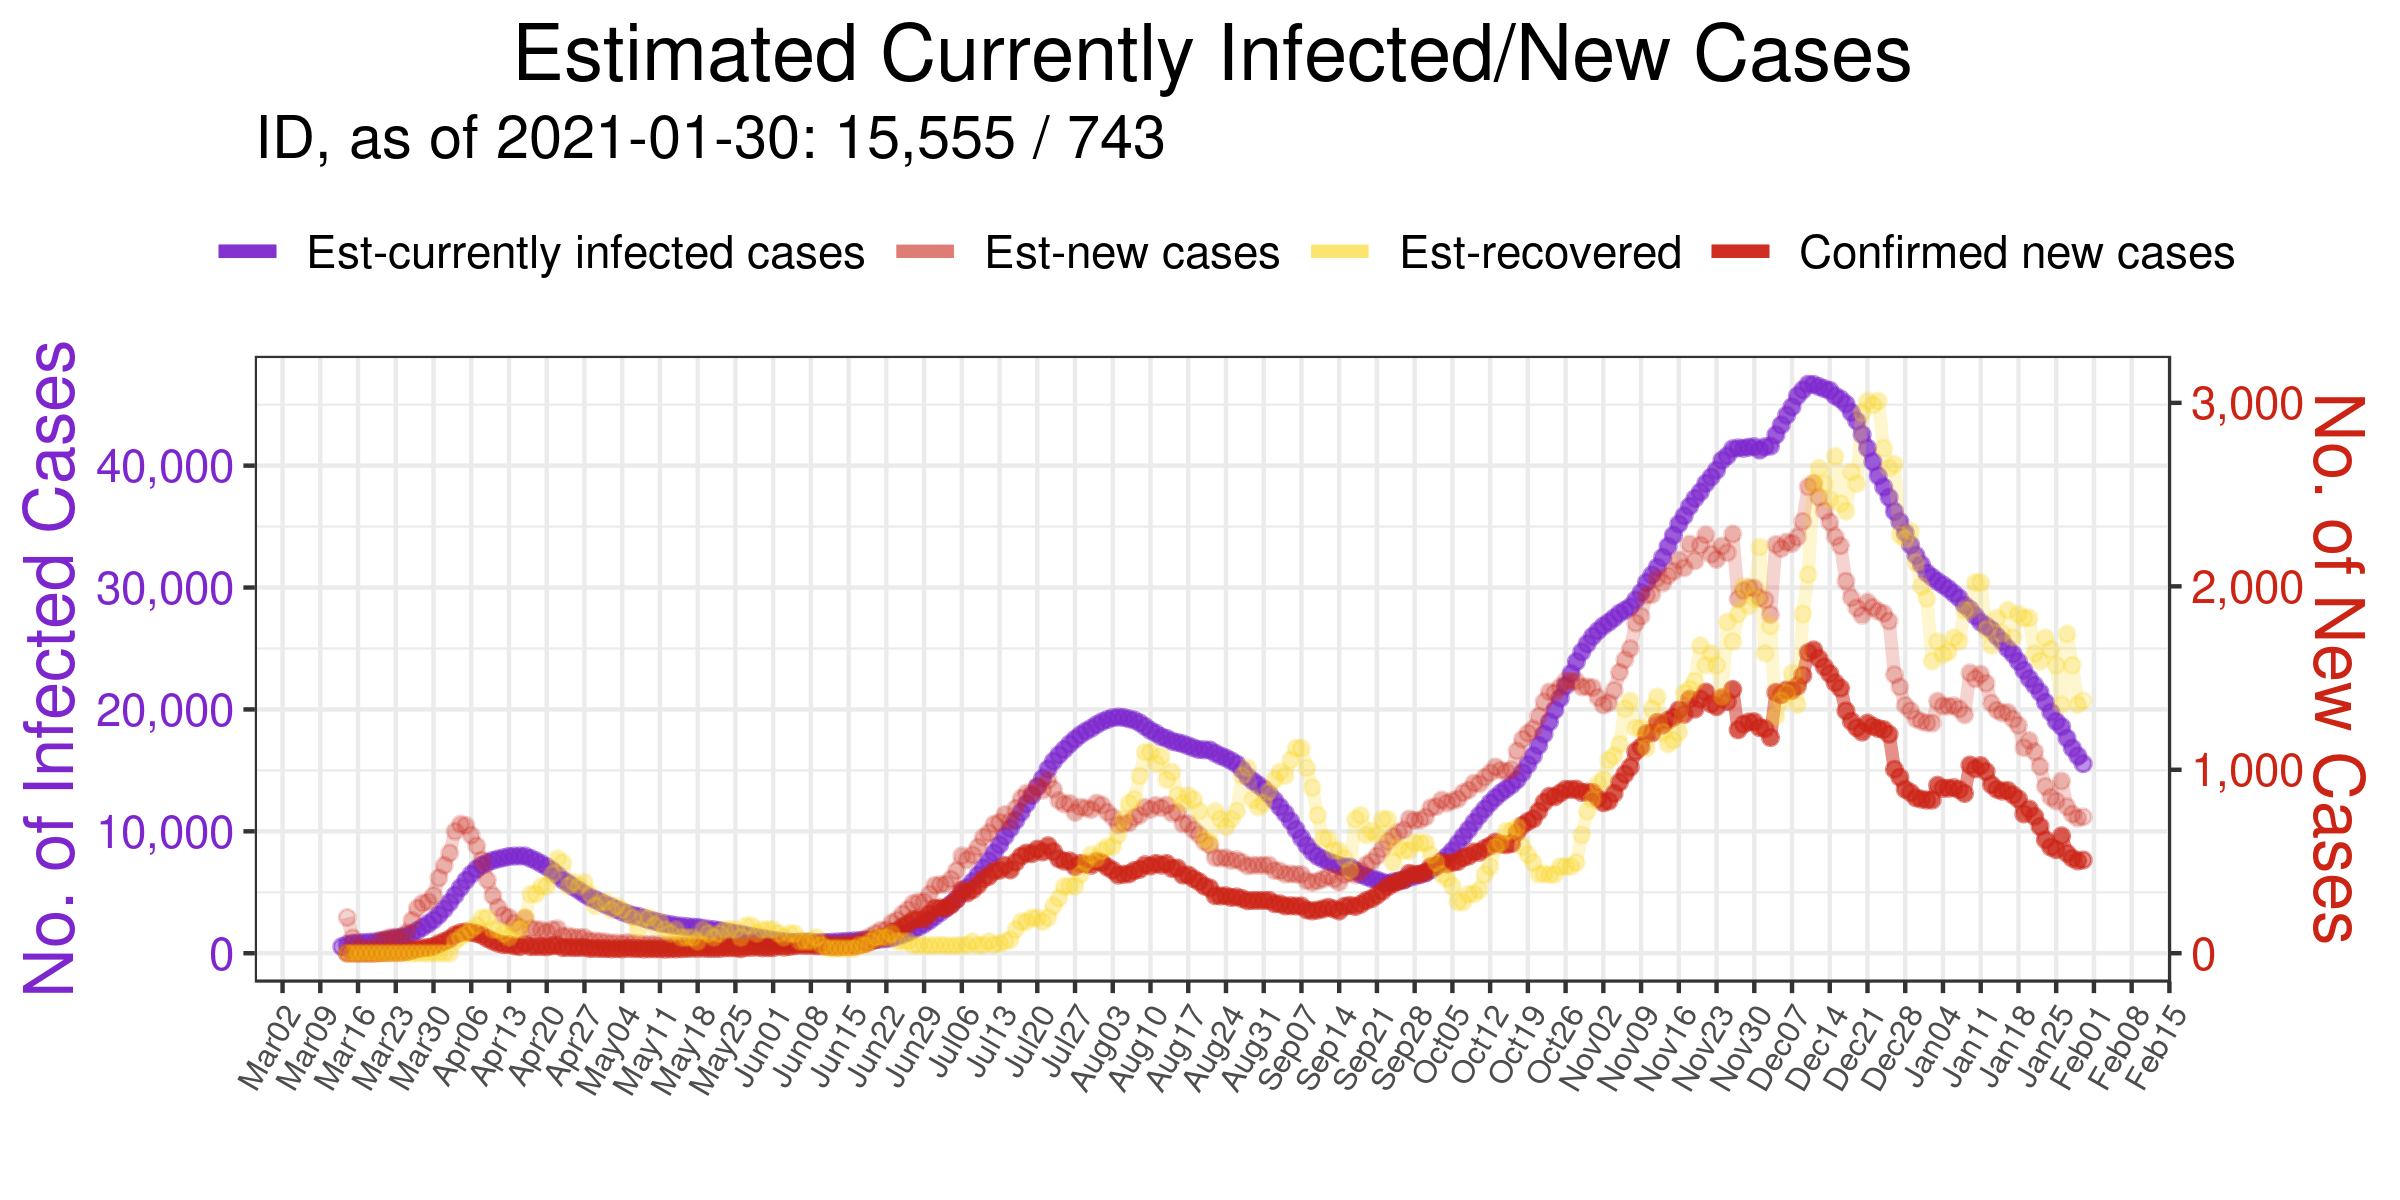 Estimated Currently Infected/New Cases
ID, as of 2021-01-30: 15,555 / 743
Est-currently infected cases
Est-new cases
Est-recovered
Confirmed new cases
No. of Infected Cases
40,000
30,000
20,000
10,000
0
3,000
2,000
1,000
0
No. of New Cases
Mar02
Mar09
Mar16
Mar23
Mar30
Apr06
Apr13
Apr20
Apr27
May04
May11
May18
May25
Jun01
Jun08
Jun15
Jun22
Jun29
Jul06
Jul13
Jul20
Jul27
Aug03
Aug10
Aug17
Aug24
Aug31
Sep07
Sep14
Sep21
Sep28
Oct05
Oct12
Oct19
Oct26
Nov02
Nov09
Nov16
Nov23
Nov30
Dec07
Dec14
Dec21
Dec28
Dec04
Jan11
Jan18
Jan25
Feb01
Feb08
Feb15